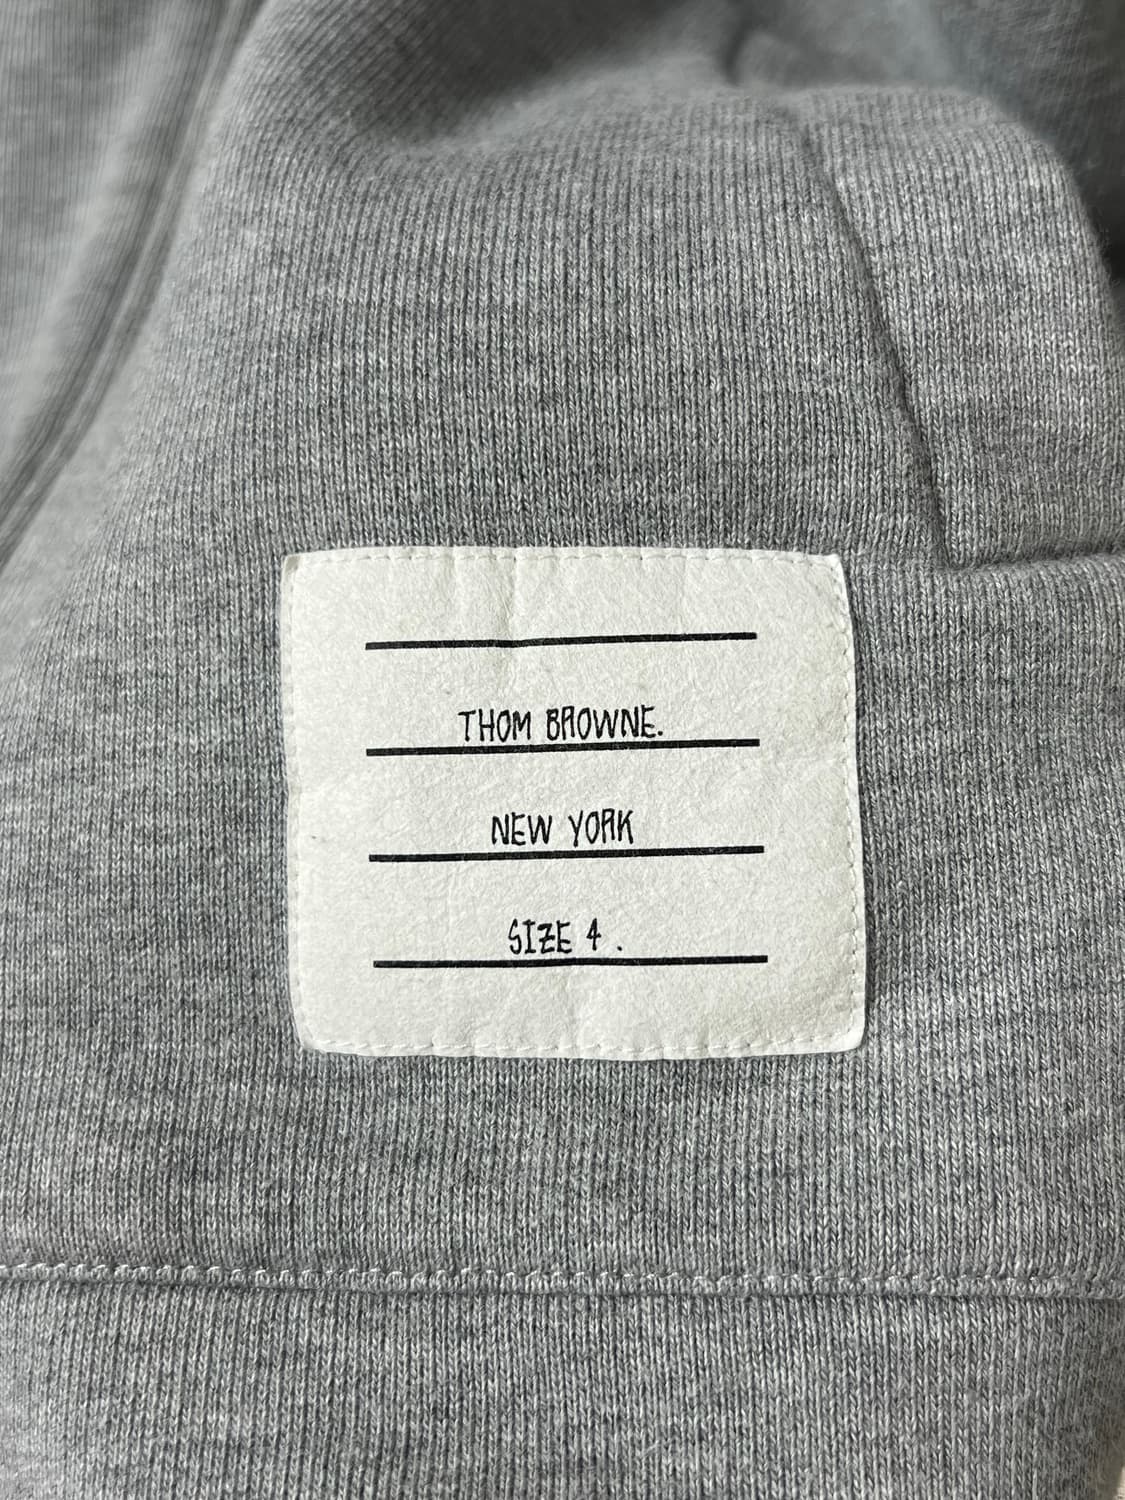 THOM BROWNE.
NEW YORK
SIZE 4 .